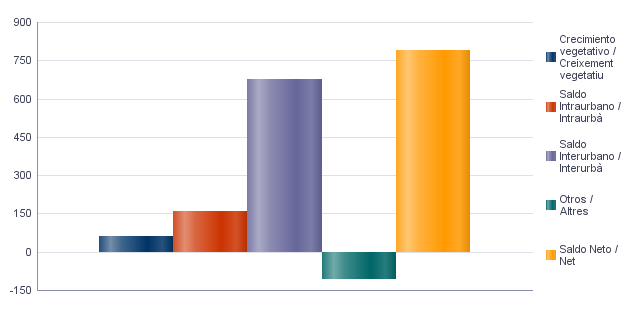 900
750
600
450
300
150
0
-150
Crecimiento
vegetativo /
Creixement
vegetatiu
Saldo
Intraurbano /
Intraurbà
Saldo
Interurbano /
Interurbà
Otros /
Altres
Saldo Neto /
Net